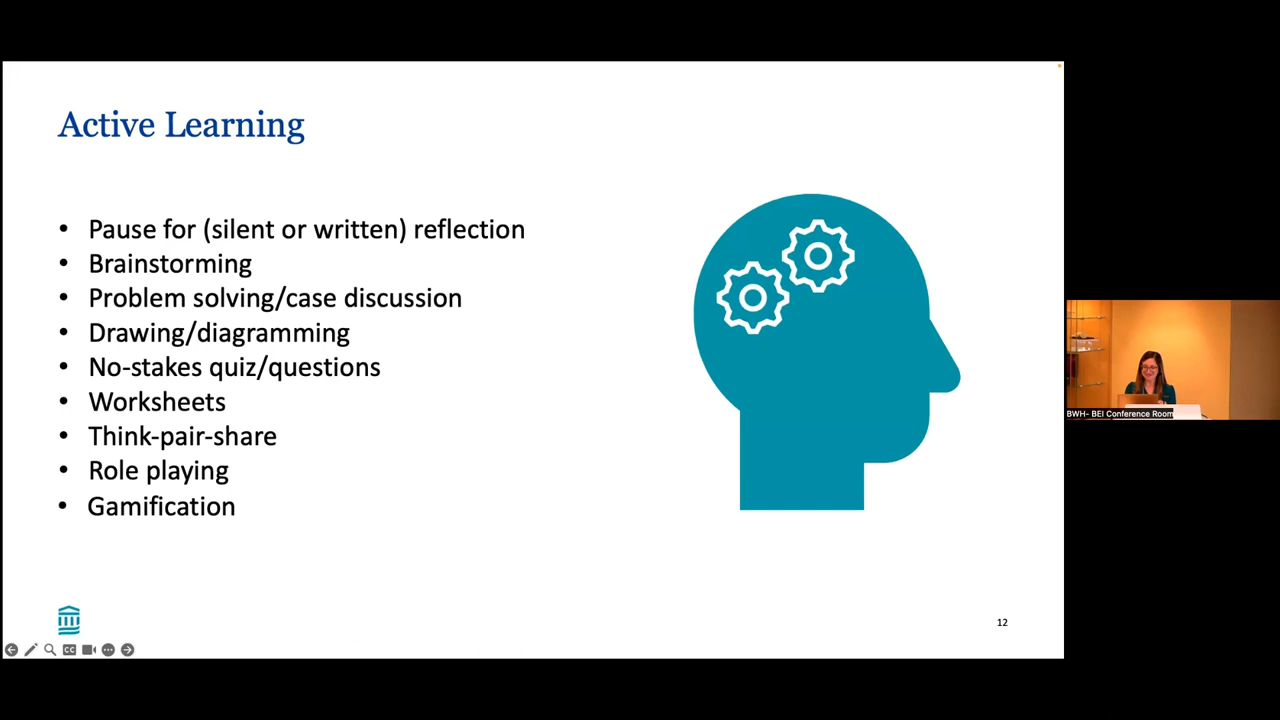 Active Learning
• Pause for (silent or written) reflection
• Brainstorming
• Problem solving/case discussion
• Drawing/diagramming
• No-stakes quiz/questions
• Worksheets
• Think-pair-share
• Role playing
• Gamification
12
CC
BWH- BEI Conference Room